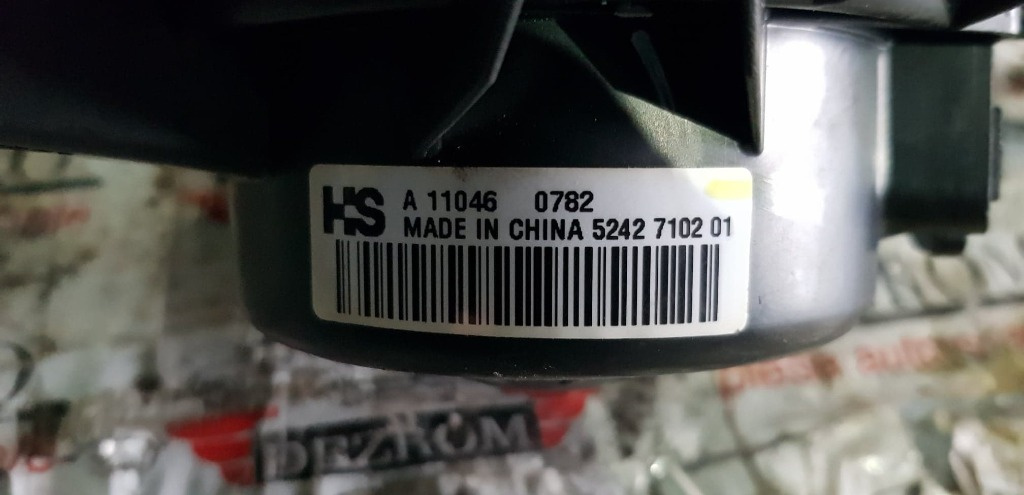 HS A 11046 0782
MADE IN CHINA 5242 7102 01
DEZROM